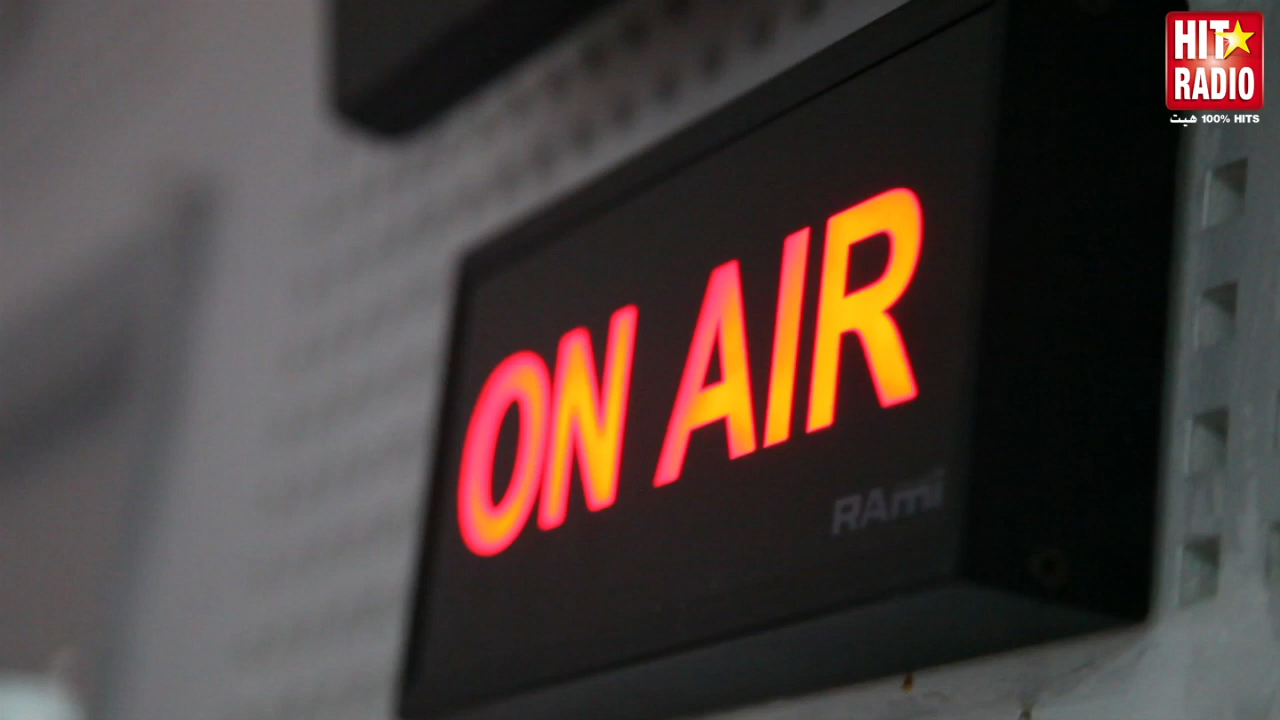 HIT
RADIO
هيت 100% HITS
ON AIR
RAmi